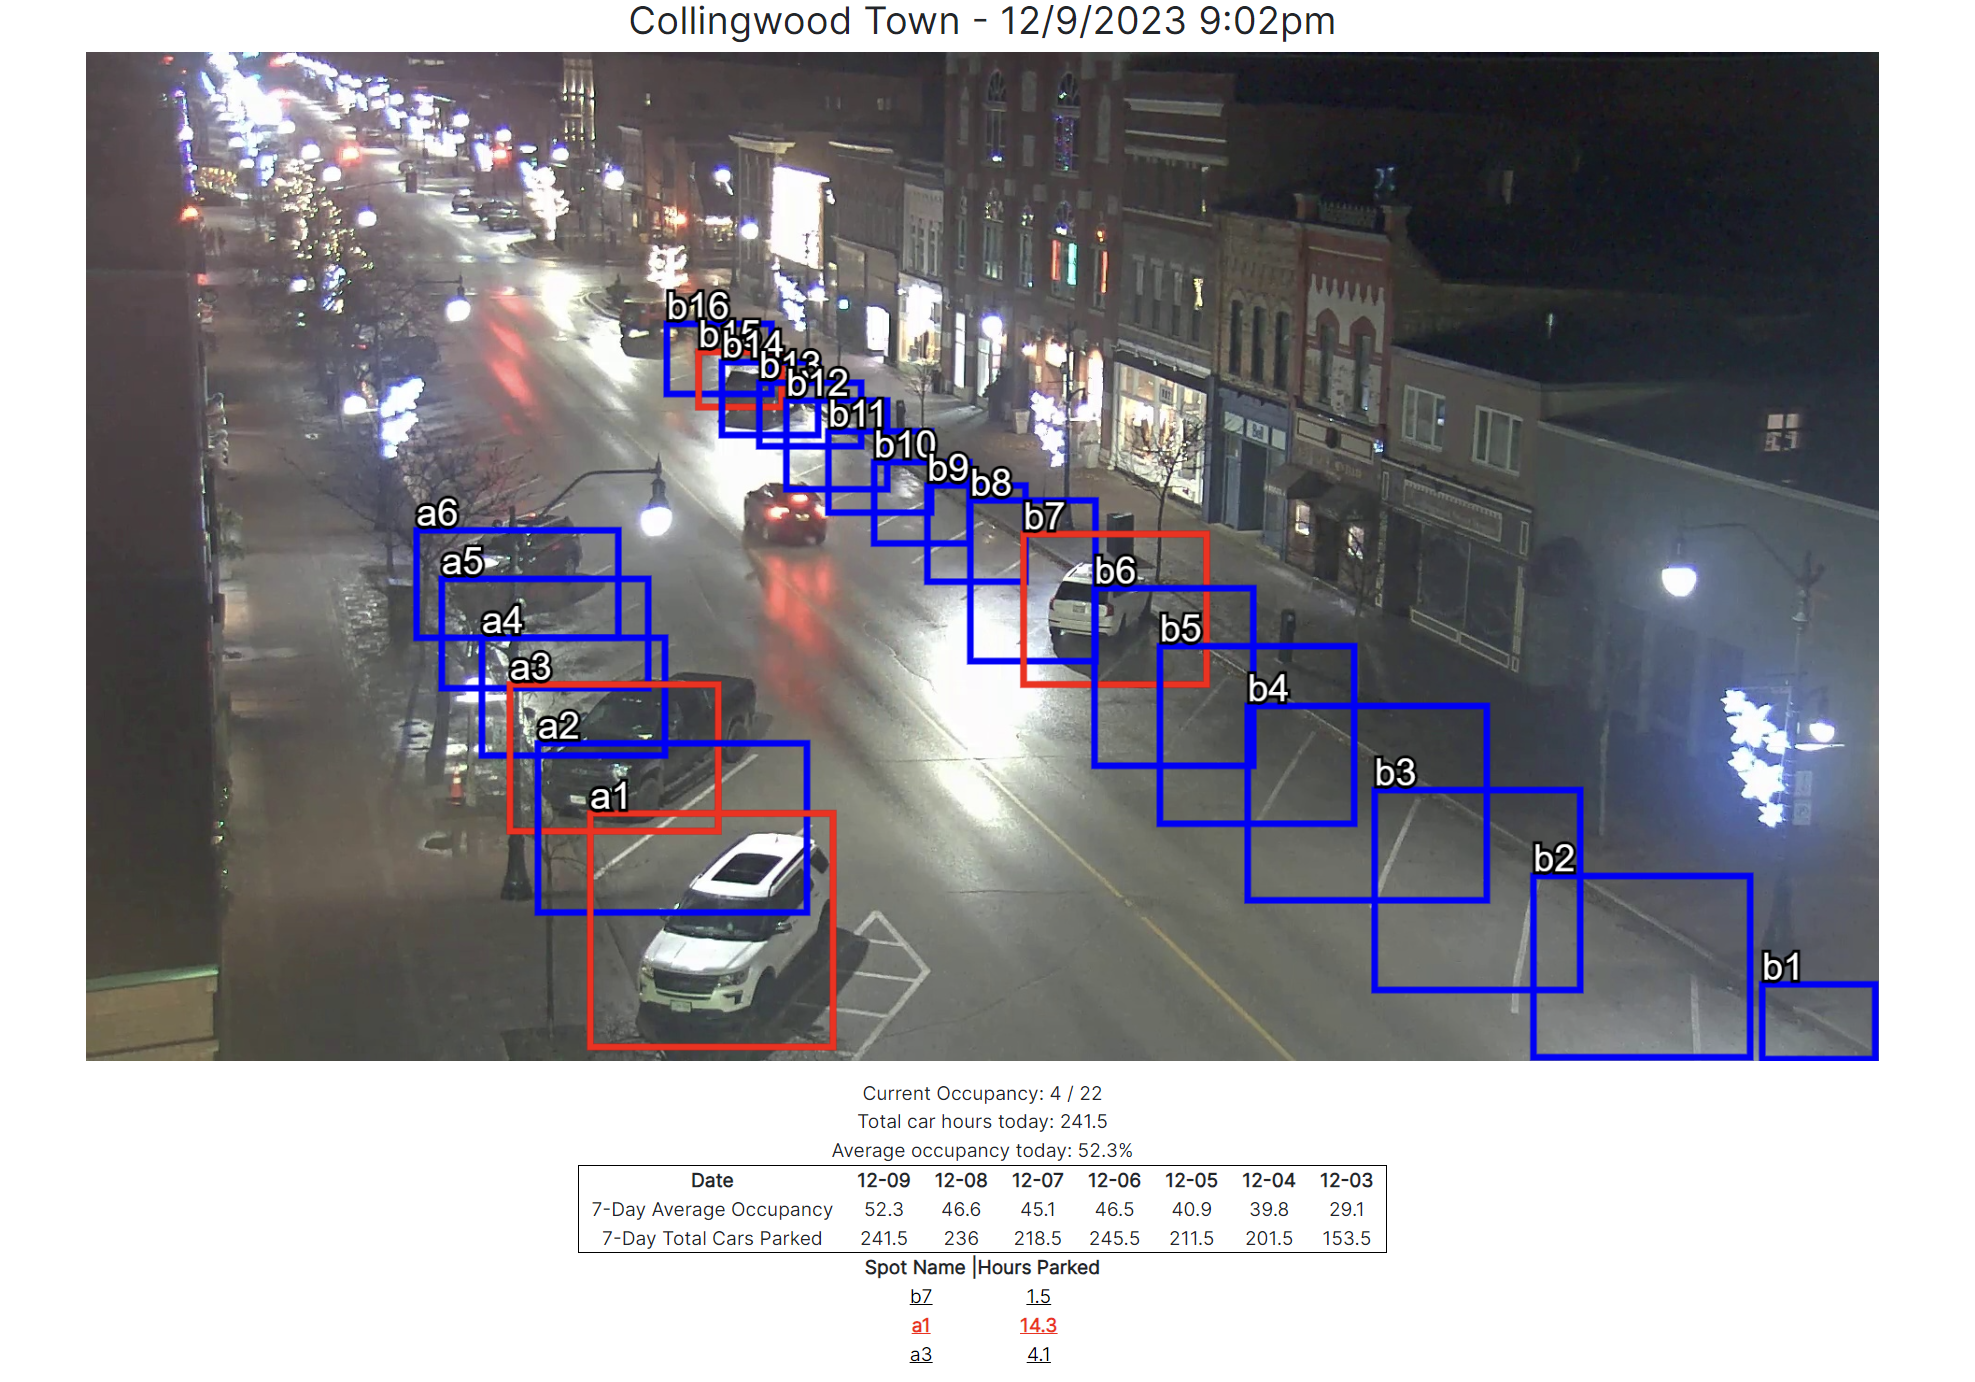 Collingwood Town - 12/9/2023 9:02pm
b16
b15
b14
b13
b12
b11
b10
b9
b8
b7
a6
a5
b6
a4
b5
a3
b4
a2
b3
a1
b2
b1
Bell
Current Occupancy: 4 / 22
Total car hours today: 241.5
Average occupancy today: 52.3%
Date 12-09 12-08 12-07 12-06 12-05 12-04 12-03
7-Day Average Occupancy 52.3 46.6 45.1 46.5 40.9 39.8 29.1
7-Day Total Cars Parked 241.5 236 218.5 245.5 211.5 201.5 153.5
Spot Name |Hours Parked
b7 1.5
a1 14.3
a3 4.1